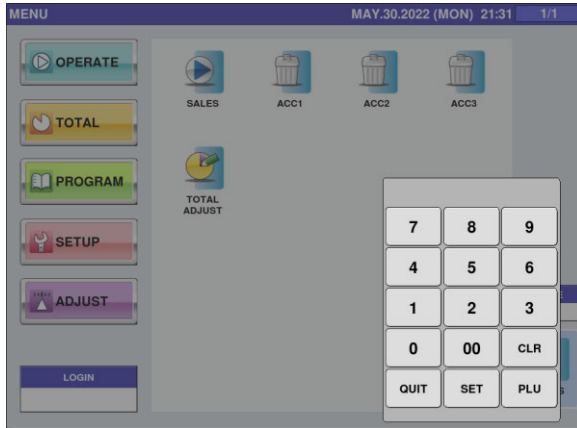 MENU MAY.30.2022 (MON) 21:31 1/1
OPERATE
TOTAL
PROGRAM
SETUP
ADJUST
LOGIN
SALES ACC1 ACC2 ACC3
TOTAL
ADJUST
7 8 9
4 5 6
1 2 3
0 00 CLR
QUIT SET PLU